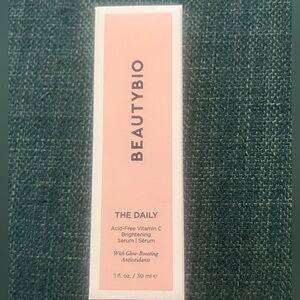 BEAUTYBIO
THE DAILY
Acid-Free Vitamin C
Brightening
Serum | Sérum
With Glow-Boosting
Antioxidants
1 fl. oz. / 30 ml e